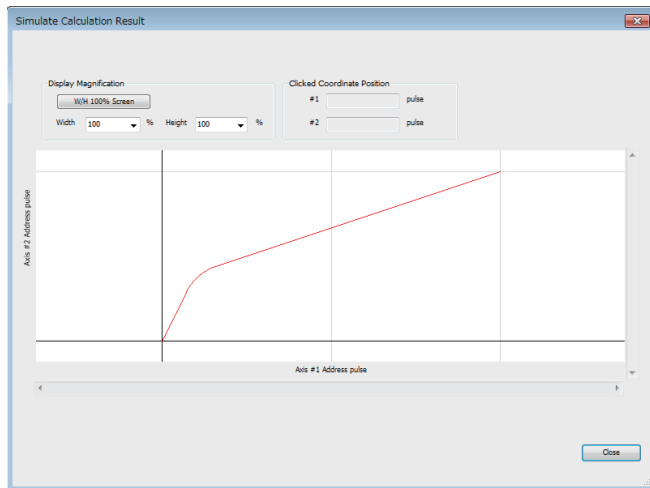 Simulate Calculation Result
Display Magnification
W/H 100% Screen
Width 100 % Height 100 %
Clicked Coordinate Position
#1 pulse
#2 pulse
Axis #2 Address pulse
Axis #1 Address pulse
Close